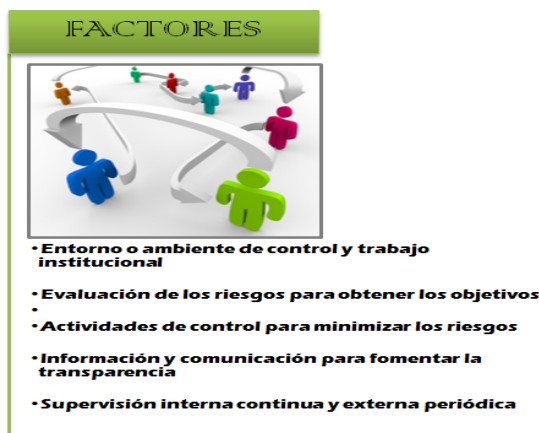 FACTORES
• Entorno o ambiente de control y trabajo
institucional
• Evaluación de los riesgos para obtener los objetivos
•
• Actividades de control para minimizar los riesgos
• Información y comunicación para fomentar la
transparencia
• Supervisión interna continua y externa periódica